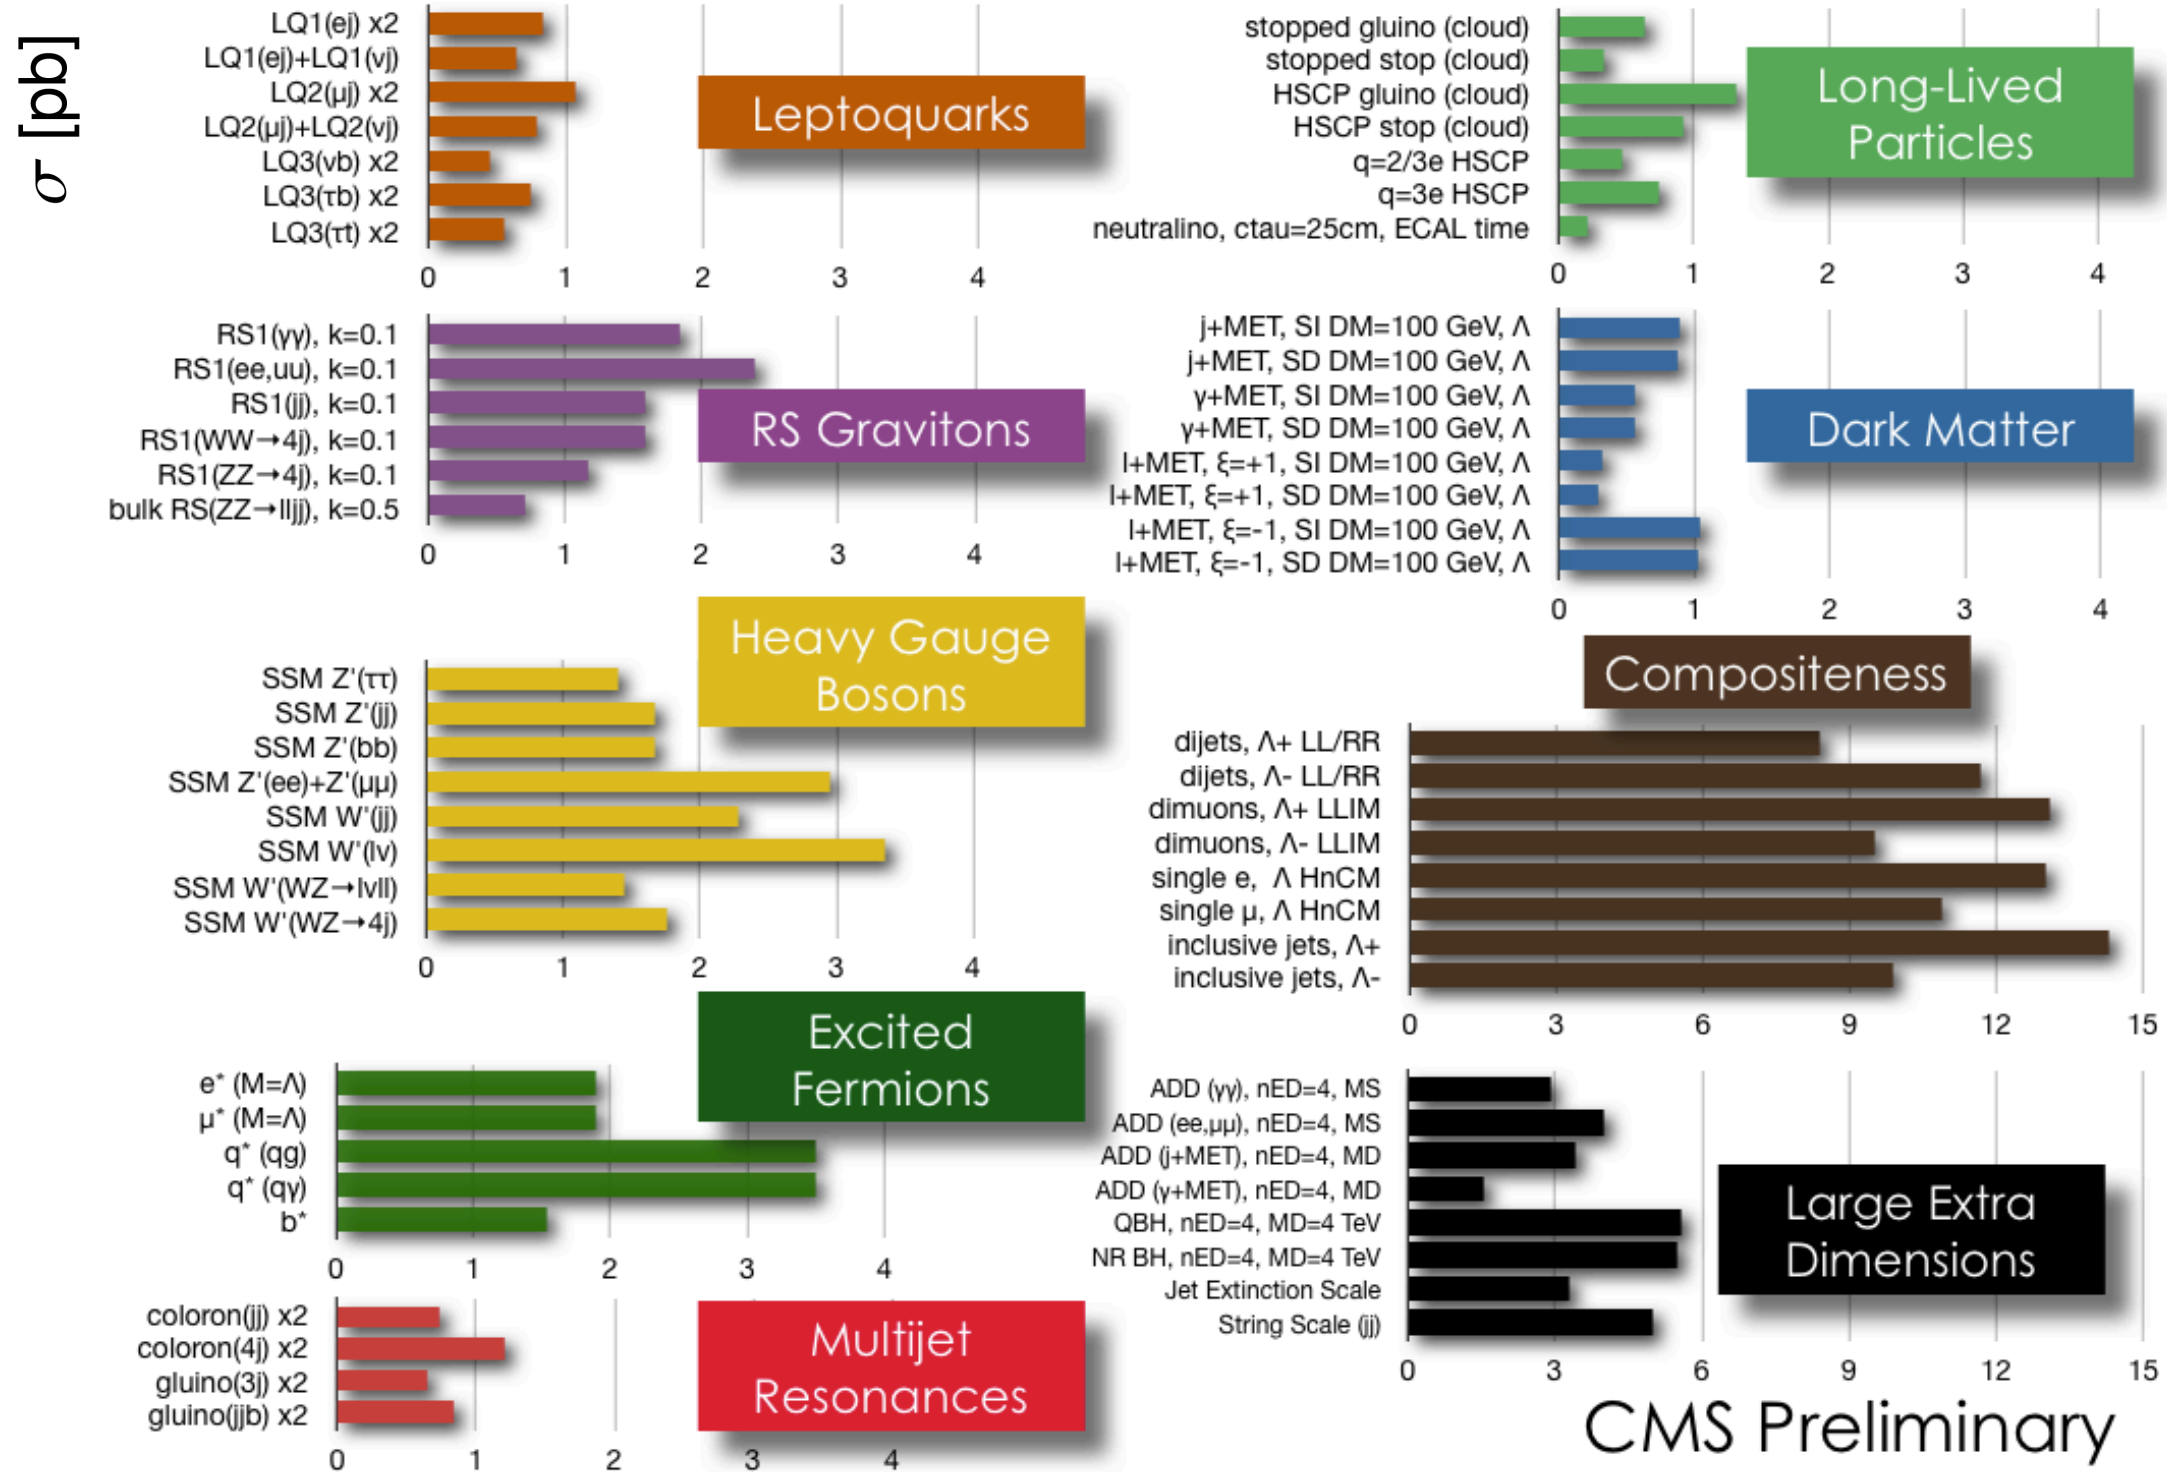 σ [pb]
LQ1(ej) x2
LQ1(ej)+LQ1(νj)
LQ2(μj) x2
LQ2(μj)+LQ2(νj)
LQ3(νb) x2
LQ3(τb) x2
LQ3(τt) x2
0 1 2 3 4
Leptoquarks
RS1(γγ), k=0.1
RS1(ee,uu), k=0.1
RS1(jj), k=0.1
RS1(WW→4j), k=0.1
RS1(ZZ→4j), k=0.1
bulk RS(ZZ→lljj), k=0.5
0 1 2 3 4
RS Gravitons
Heavy Gauge
Bosons
SSM Z'(ττ)
SSM Z'(jj)
SSM Z'(bb)
SSM Z'(ee)+Z'(μμ)
SSM W'(jj)
SSM W'(lν)
SSM W'(WZ→lνll)
SSM W'(WZ→4j)
0 1 2 3 4
Excited
Fermions
e* (M=Λ)
μ* (M=Λ)
q* (qg)
q* (qγ)
b*
0 1 2 3 4
coloron(jj) x2
coloron(4j) x2
gluino(3j) x2
gluino(jjb) x2
0 1 2 3 4
Multijet
Resonances
stopped gluino (cloud)
stopped stop (cloud)
HSCP gluino (cloud)
HSCP stop (cloud)
q=2/3e HSCP
q=3e HSCP
neutralino, ctau=25cm, ECAL time
0 1 2 3 4
Long-Lived
Particles
j+MET, SI DM=100 GeV, Λ
j+MET, SD DM=100 GeV, Λ
γ+MET, SI DM=100 GeV, Λ
γ+MET, SD DM=100 GeV, Λ
l+MET, ξ=+1, SI DM=100 GeV, Λ
l+MET, ξ=+1, SD DM=100 GeV, Λ
l+MET, ξ=-1, SI DM=100 GeV, Λ
l+MET, ξ=-1, SD DM=100 GeV, Λ
0 1 2 3 4
Dark Matter
Compositeness
dijets, Λ+ LL/RR
dijets, Λ- LL/RR
dimuons, Λ+ LLIM
dimuons, Λ- LLIM
single e, Λ HnCM
single μ, Λ HnCM
inclusive jets, Λ+
inclusive jets, Λ-
0 3 6 9 12 15
ADD (γγ), nED=4, MS
ADD (ee,μμ), nED=4, MS
ADD (j+MET), nED=4, MD
ADD (γ+MET), nED=4, MD
QBH, nED=4, MD=4 TeV
NR BH, nED=4, MD=4 TeV
Jet Extinction Scale
String Scale (jj)
0 3 6 9 12 15
Large Extra
Dimensions
CMS Preliminary